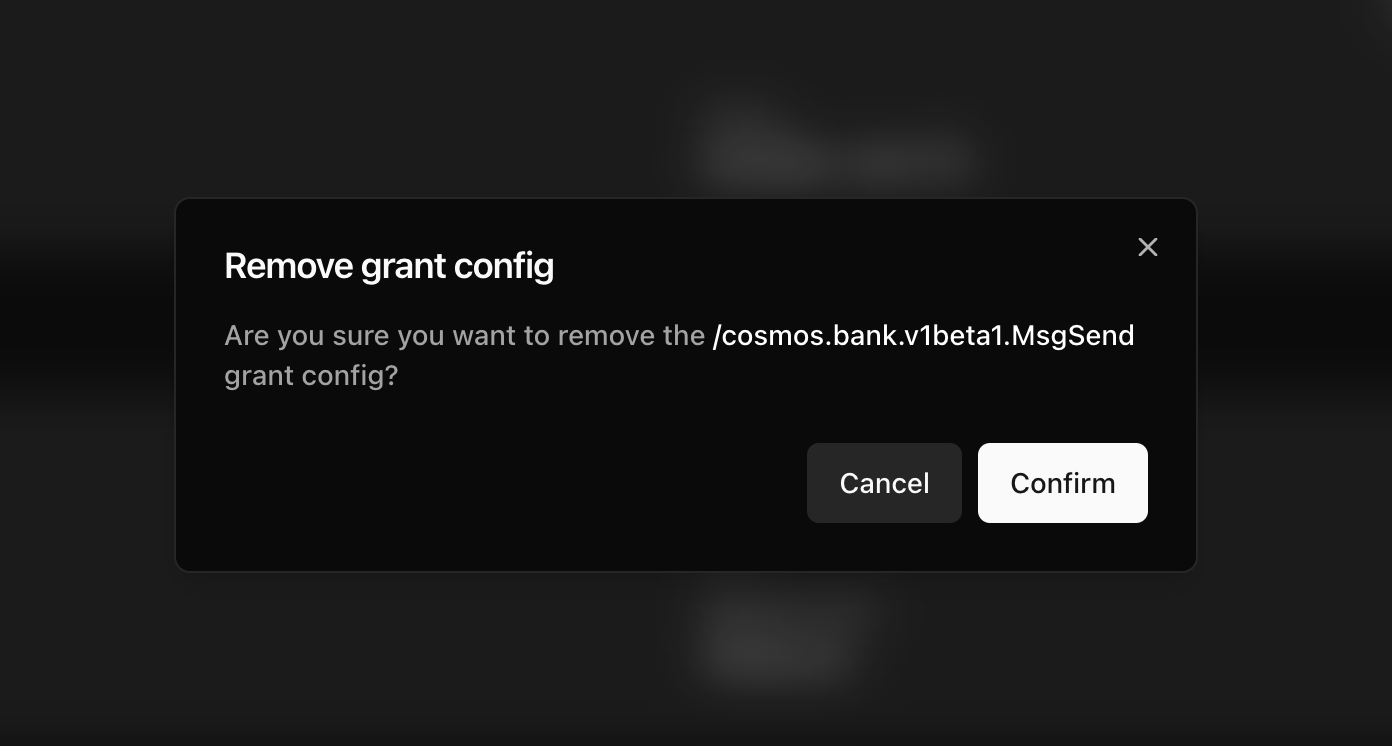 Remove grant config
Are you sure you want to remove the /cosmos.bank.v1beta1.MsgSend
grant config?
Cancel
Confirm